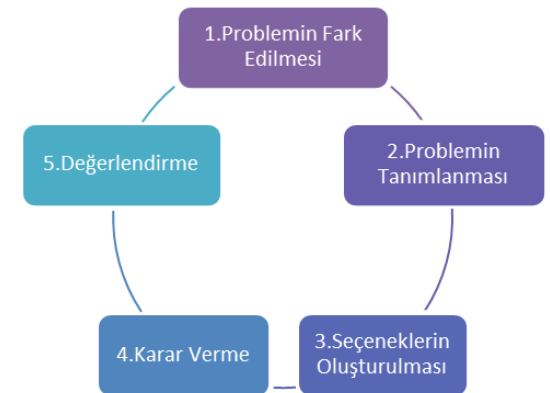 1.Problemin Fark
Edilmesi
2.Problemin
Tanımlanması
3.Seçeneklerin
Oluşturulması
4.Karar Verme
5.Değerlendirme